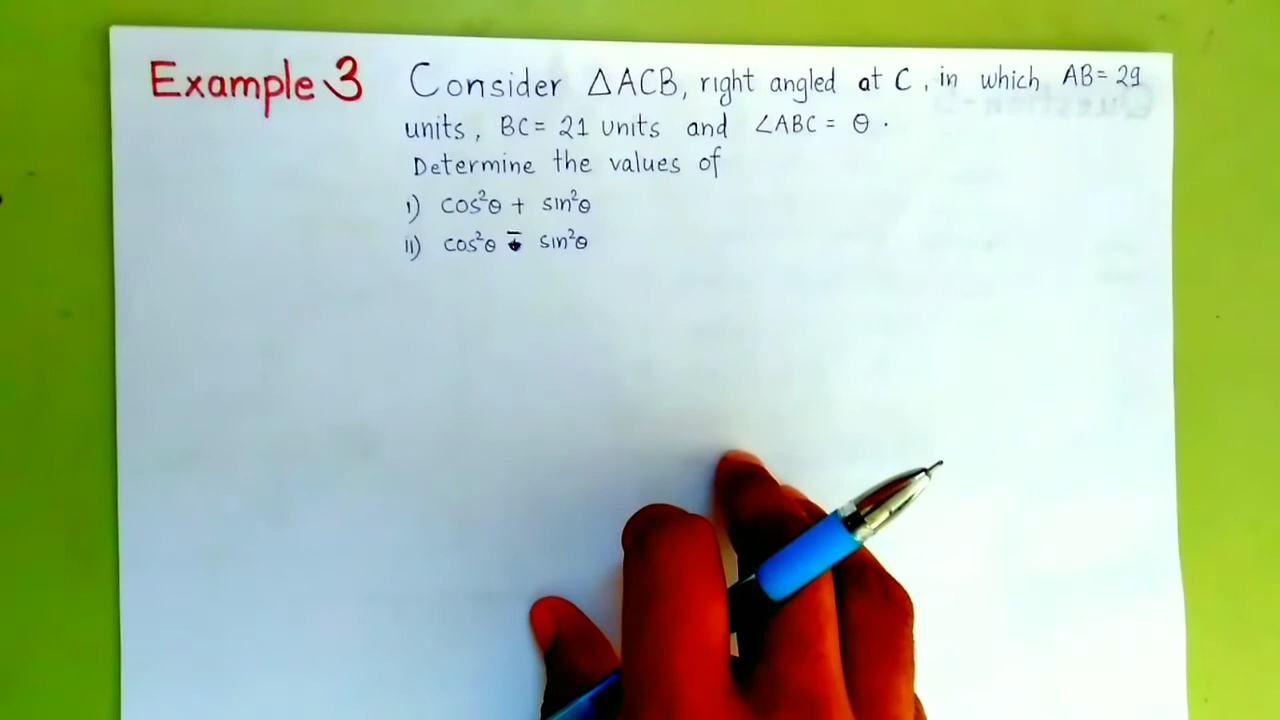 Example 3 Consider △ACB, right angled at C, in which AB = 29
units, BC = 21 units and ∠ABC = θ.
Determine the values of
i) cos²θ + sin²θ
ii) cos²θ - sin²θ